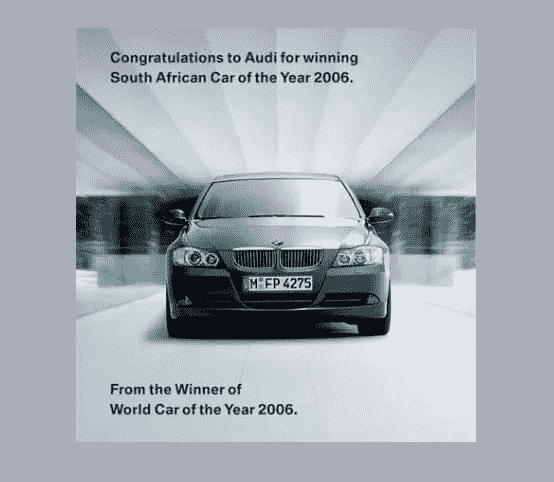 Congratulations to Audi for winning
South African Car of the Year 2006.
M FP 4275
From the Winner of
World Car of the Year 2006.